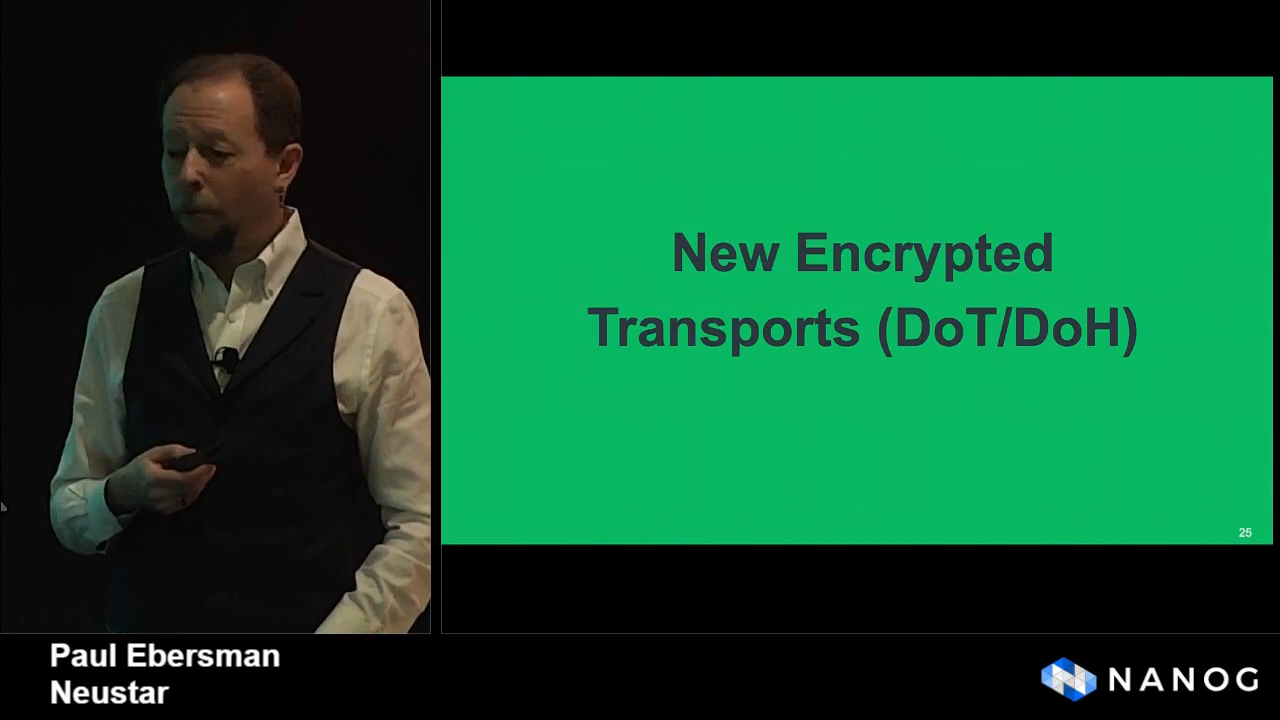 New Encrypted
Transports (DoT/DoH)
25
Paul Ebersman
Neustar
NANOG